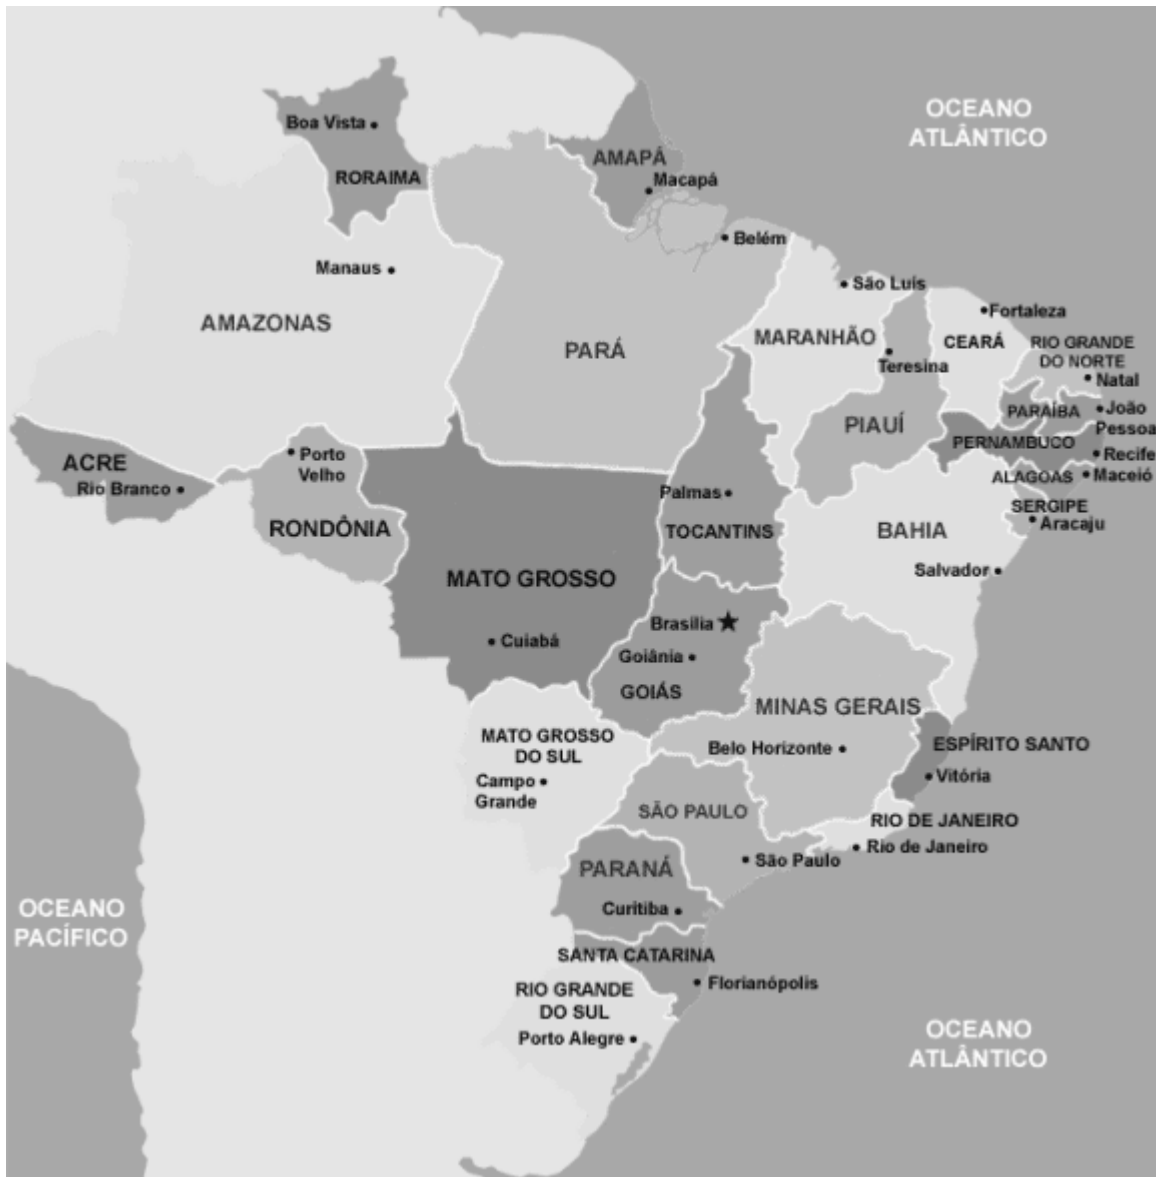 OCEANO
ATLÂNTICO
Boa Vista
RORAIMA
AMAPÁ
Macapá
Belém
Manaus
São Luís
AMAZONAS
PARÁ
MARANHÃO
Fortaleza
CEARÁ
RIO GRANDE
DO NORTE
Teresina
Natal
PARAÍBA
João
Pessoa
PIAUÍ
PERNAMBUCO
Recife
ACRE
Rio Branco
Porto
Velho
ALAGOAS
Maceió
Palmas
SERGIPE
Aracaju
RONDÔNIA
TOCANTINS
BAHIA
Salvador
MATO GROSSO
Cuiabá
Brasília
Goiânia
GOIÁS
MINAS GERAIS
Belo Horizonte
MATO GROSSO
DO SUL
Campo
Grande
ESPÍRITO SANTO
Vitória
SÃO PAULO
RIO DE JANEIRO
Rio de Janeiro
São Paulo
PARANÁ
Curitiba
OCEANO
PACÍFICO
SANTA CATARINA
Florianópolis
RIO GRANDE
DO SUL
Porto Alegre
OCEANO
ATLÂNTICO